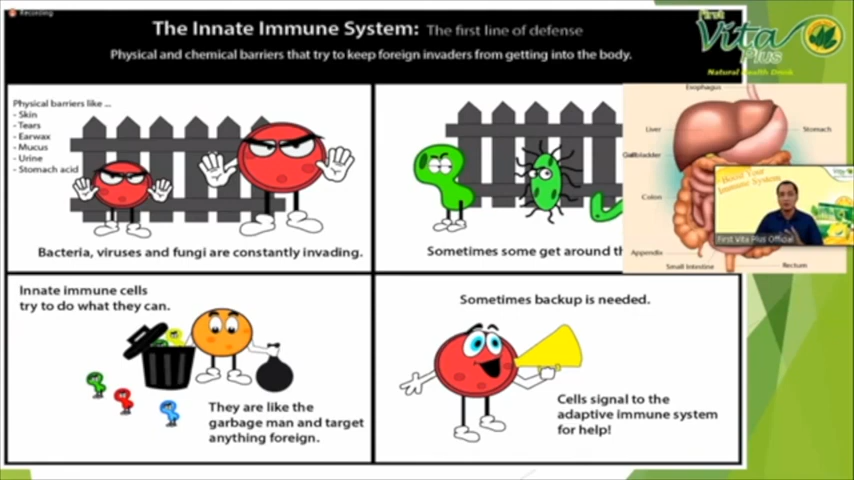 Recording
The Innate Immune System: The first line of defense
Physical and chemical barriers that try to keep foreign invaders from getting into the body.
First
Vita
Plus
Natural Health Drink
Physical barriers like ...
- Skin
- Tears
- Earwax
- Mucus
- Urine
- Stomach acid
Bacteria, viruses and fungi are constantly invading.
Sometimes some get around th
Esophagus
Liver
Stomach
Gallbladder
Colon
Appendix
Small Intestine
Rectum
Boost Your
Immune System
First Vita Plus Official
Innate immune cells
try to do what they can.
They are like the
garbage man and target
anything foreign.
Sometimes backup is needed.
Cells signal to the
adaptive immune system
for help!